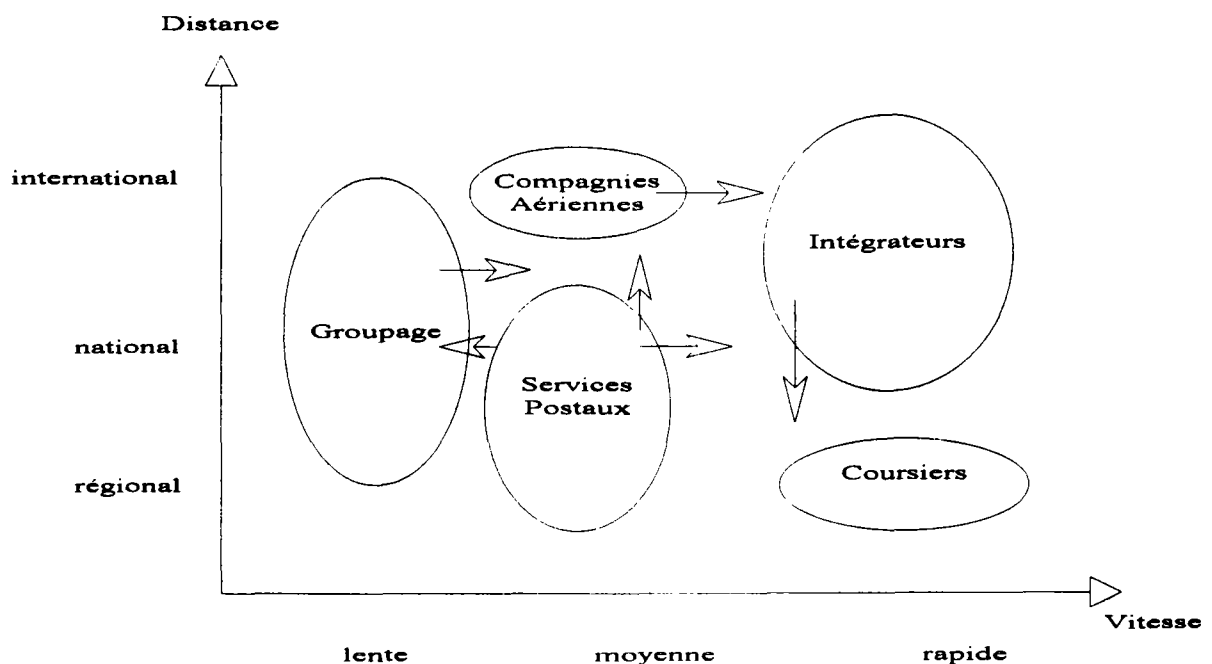 Distance
international
Compagnies
Aériennes
Intégrateurs
Groupage
national
Services
Postaux
régional
Coursiers
Vitesse
lente
moyenne
rapide